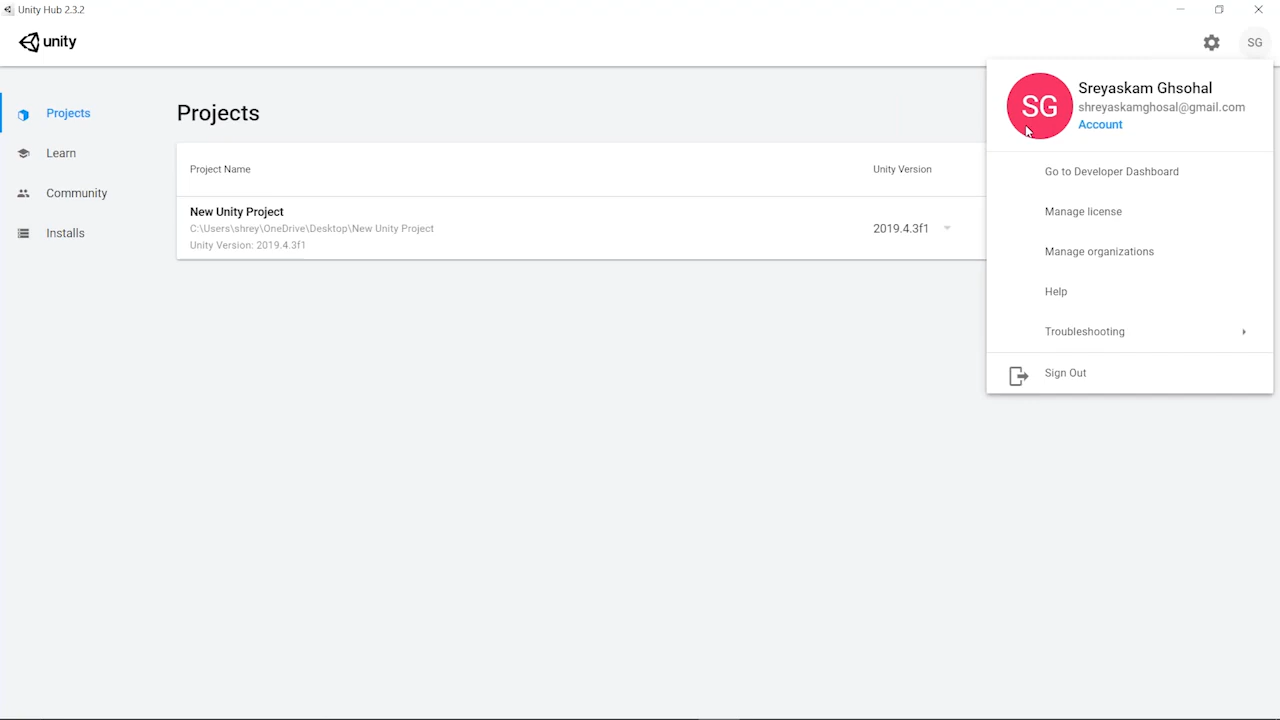 Unity Hub 2.3.2
unity
SG
Sreyaskam Ghsohal
SG
shreyaskamghosal@gmail.com
Account
Projects
Learn
Community
Installs
Projects
Project Name
Unity Version
New Unity Project
C:\Users\shrey\OneDrive\Desktop\New Unity Project
Unity Version: 2019.4.3f1
2019.4.3f1
Go to Developer Dashboard
Manage license
Manage organizations
Help
Troubleshooting
Sign Out